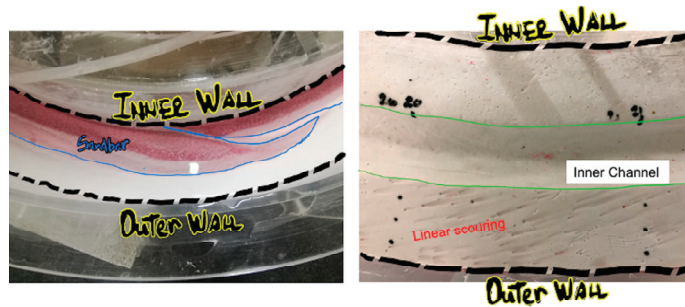 INNER WALL
Sandbar
Outer WALL
INNER WALL
Inner Channel
Linear scouring
Outer WALL